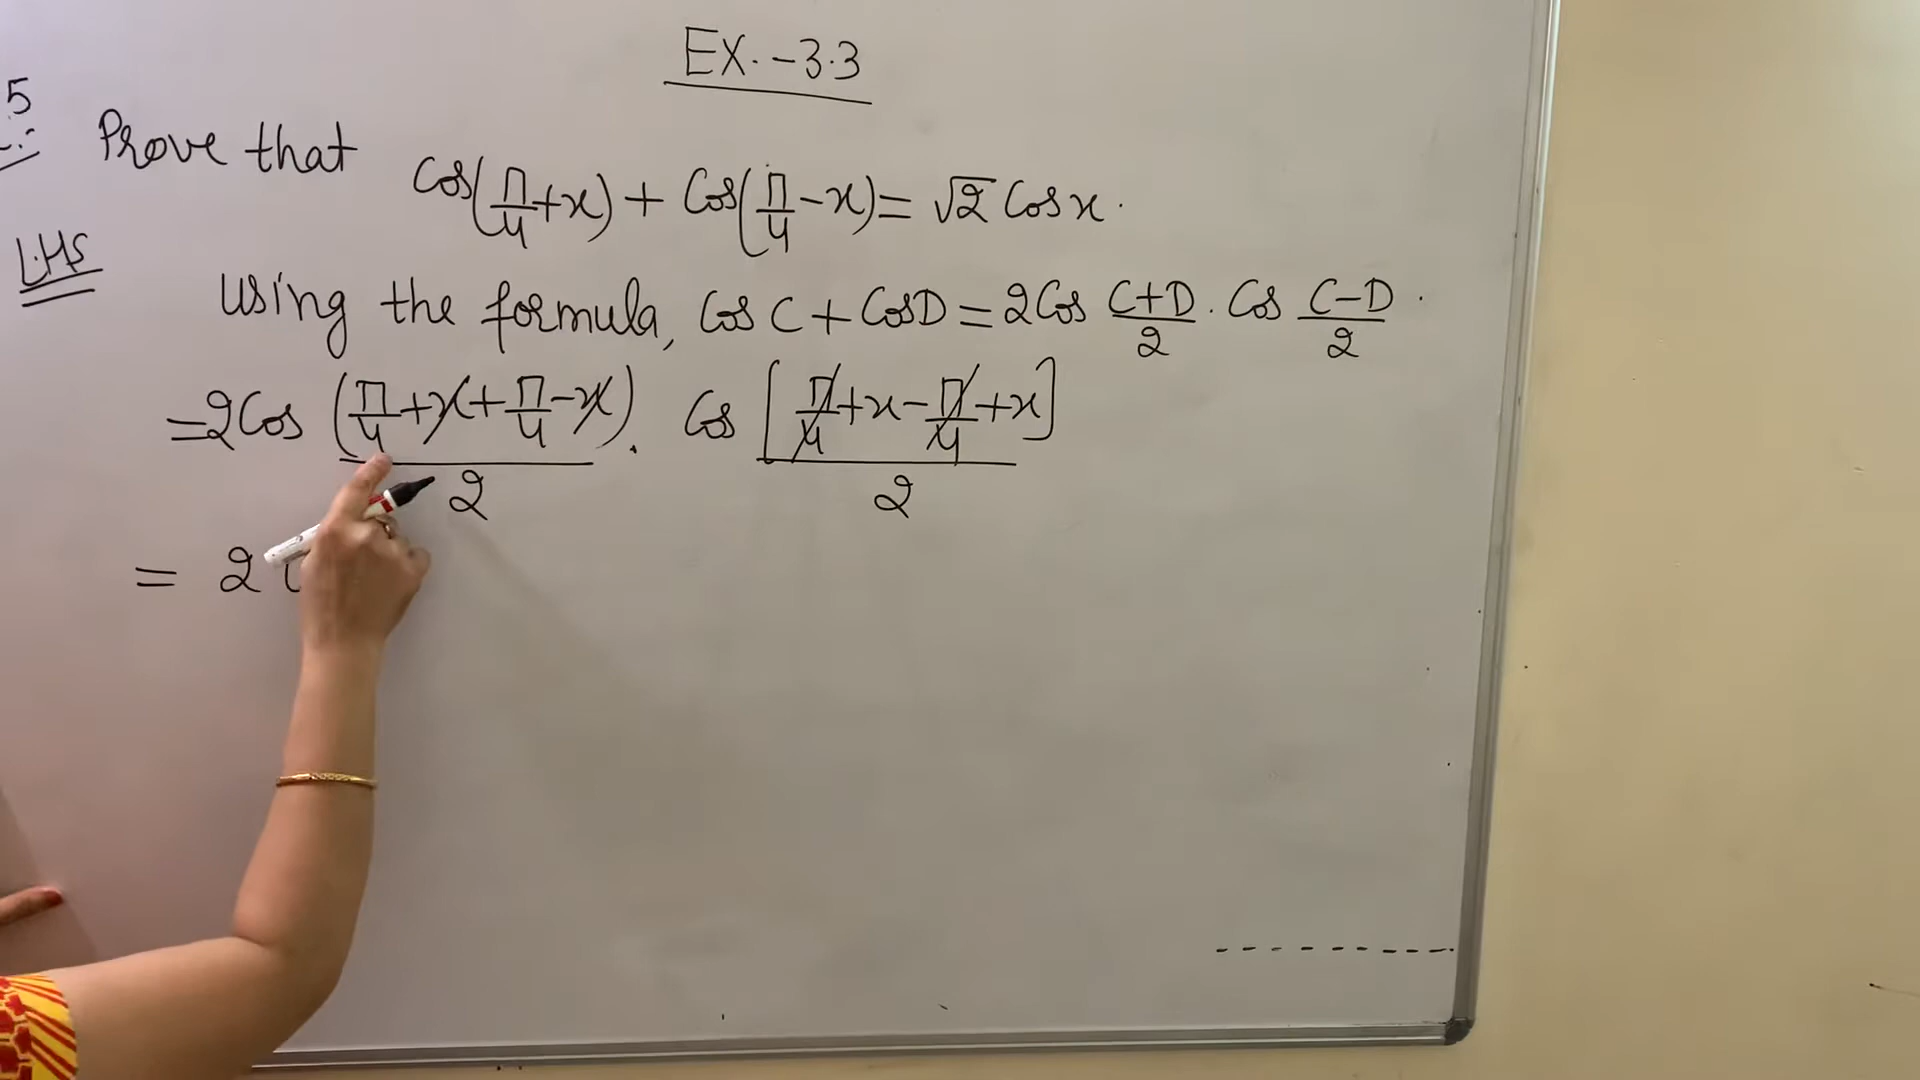 EX.-3.3
5
Prove that cos(π/4+x) + cos(π/4-x) = √2 cos x.
L.H.S
using the formula, cos C + cos D = 2cos (C+D)/2 . cos (C-D)/2 .
=2cos (π/4+x+π/4-x)/2 . cos [π/4+x-π/4+x]/2
= 2